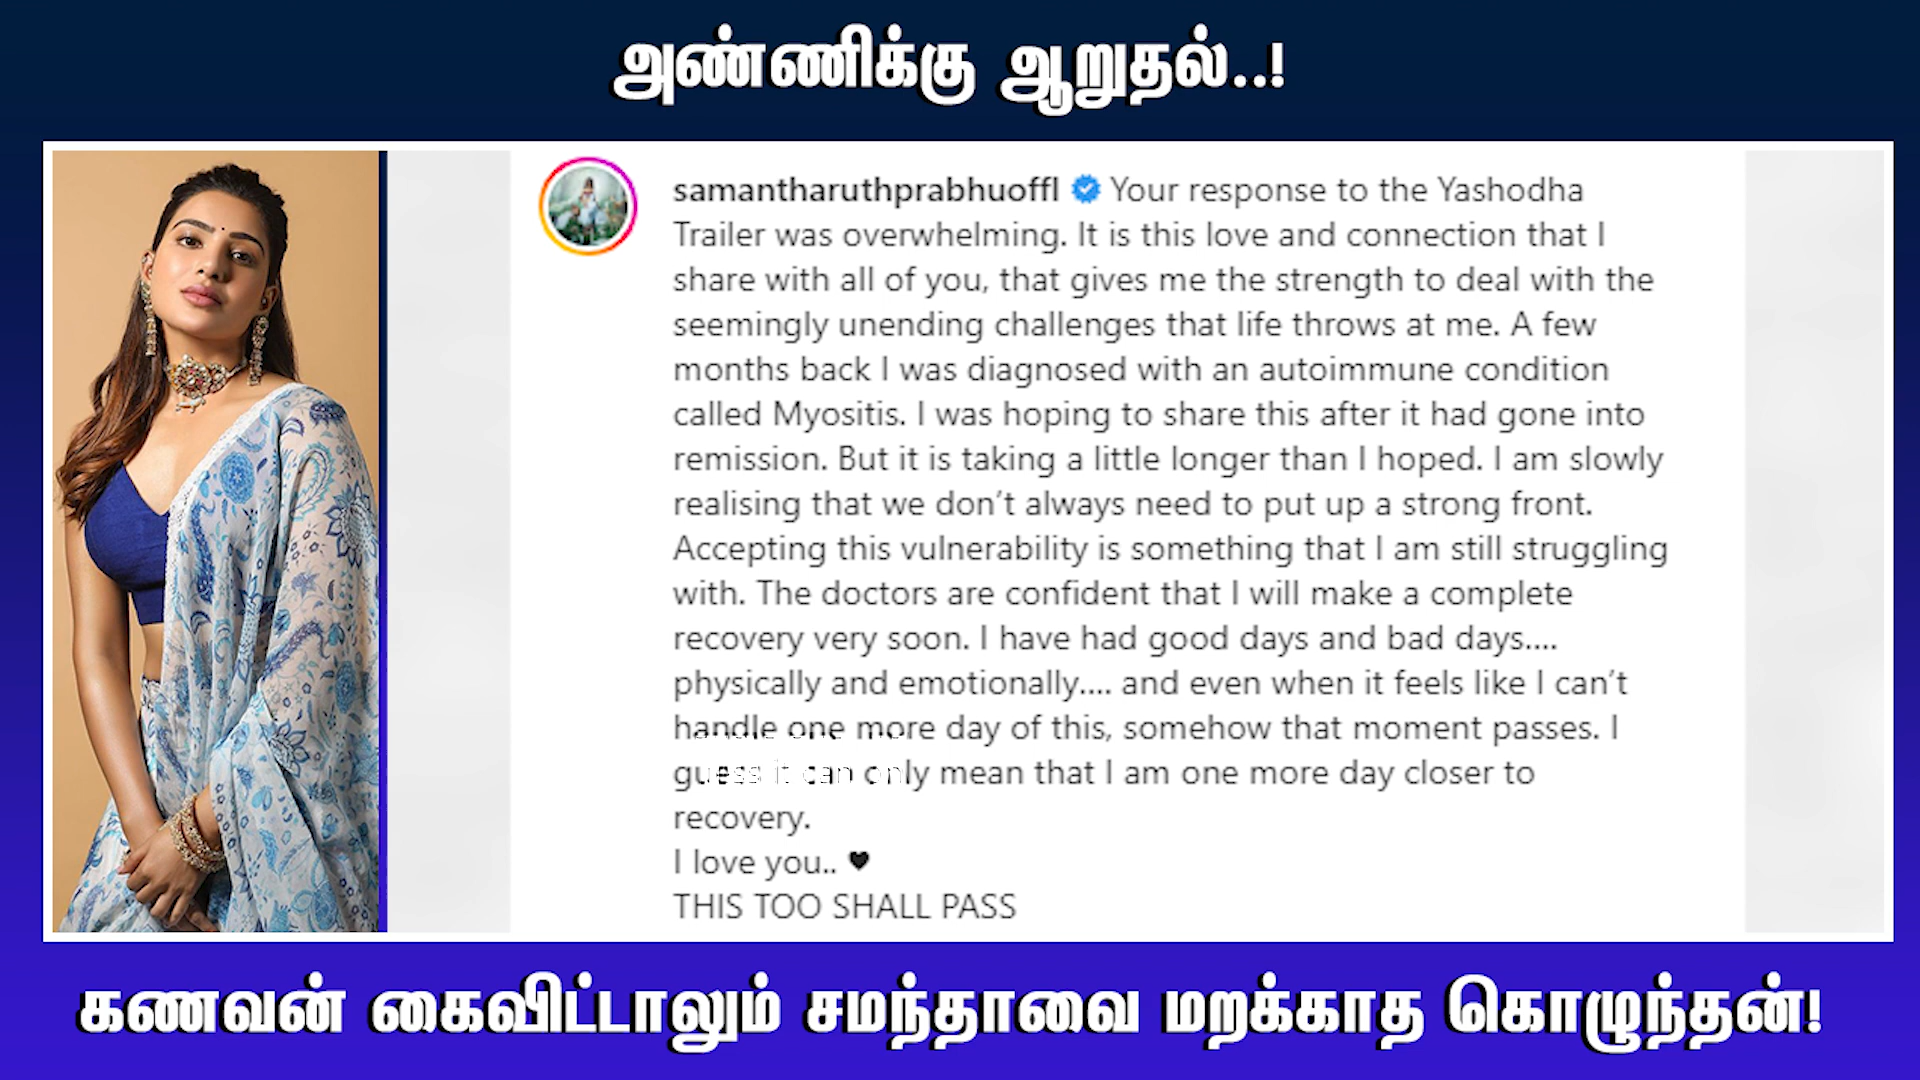 அண்ணிக்கு ஆறுதல்..!
samantharuthprabhuoffl Your response to the Yashodha
Trailer was overwhelming. It is this love and connection that I
share with all of you, that gives me the strength to deal with the
seemingly unending challenges that life throws at me. A few
months back I was diagnosed with an autoimmune condition
called Myositis. I was hoping to share this after it had gone into
remission. But it is taking a little longer than I hoped. I am slowly
realising that we don’t always need to put up a strong front.
Accepting this vulnerability is something that I am still struggling
with. The doctors are confident that I will make a complete
recovery very soon. I have had good days and bad days....
physically and emotionally.... and even when it feels like I can’t
handle one more day of this, somehow that moment passes. I
guess it can only mean that I am one more day closer to
recovery.
I love you.. ♥
THIS TOO SHALL PASS
கணவன் கைவிட்டாலும் சமந்தாவை மறக்காத கொழுந்தன்!